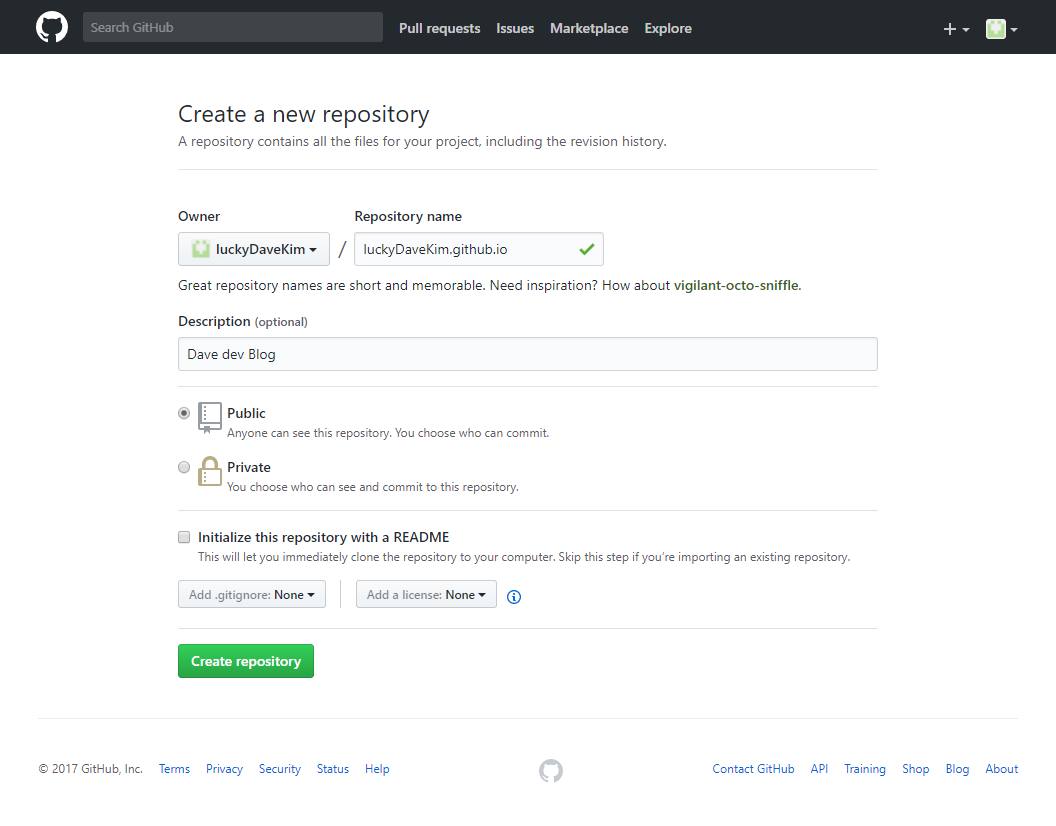 Search GitHub Pull requests Issues Marketplace Explore
Create a new repository
A repository contains all the files for your project, including the revision history.
Owner Repository name
luckyDaveKim / luckyDaveKim.github.io
Great repository names are short and memorable. Need inspiration? How about vigilant-octo-sniffle.
Description (optional)
Dave dev Blog
Public
Anyone can see this repository. You choose who can commit.
Private
You choose who can see and commit to this repository.
Initialize this repository with a README
This will let you immediately clone the repository to your computer. Skip this step if you’re importing an existing repository.
Add .gitignore: None Add a license: None
Create repository
© 2017 GitHub, Inc. Terms Privacy Security Status Help Contact GitHub API Training Shop Blog About